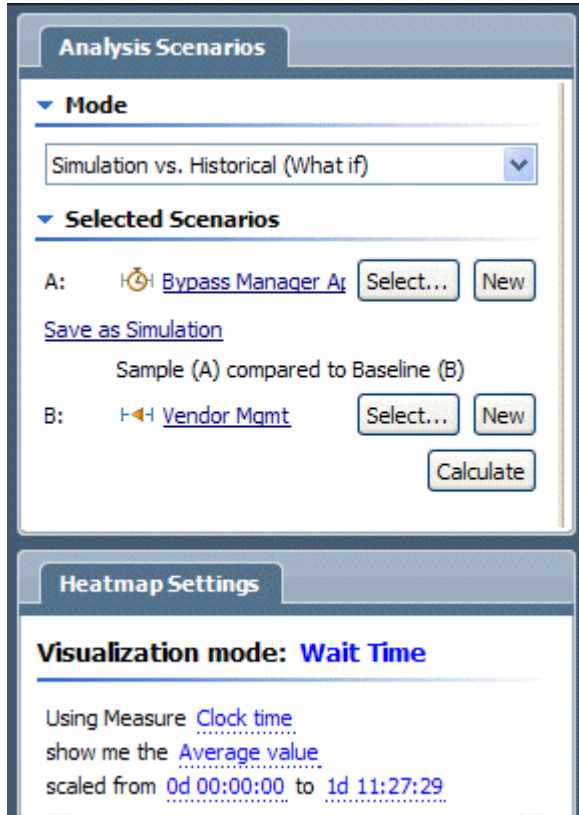 Analysis Scenarios
Mode
Simulation vs. Historical (What if)
Selected Scenarios
A: Bypass Manager Ap Select... New
Save as Simulation
Sample (A) compared to Baseline (B)
B: Vendor Mgmt Select... New
Calculate
Heatmap Settings
Visualization mode: Wait Time
Using Measure Clock time
show me the Average value
scaled from 0d 00:00:00 to 1d 11:27:29